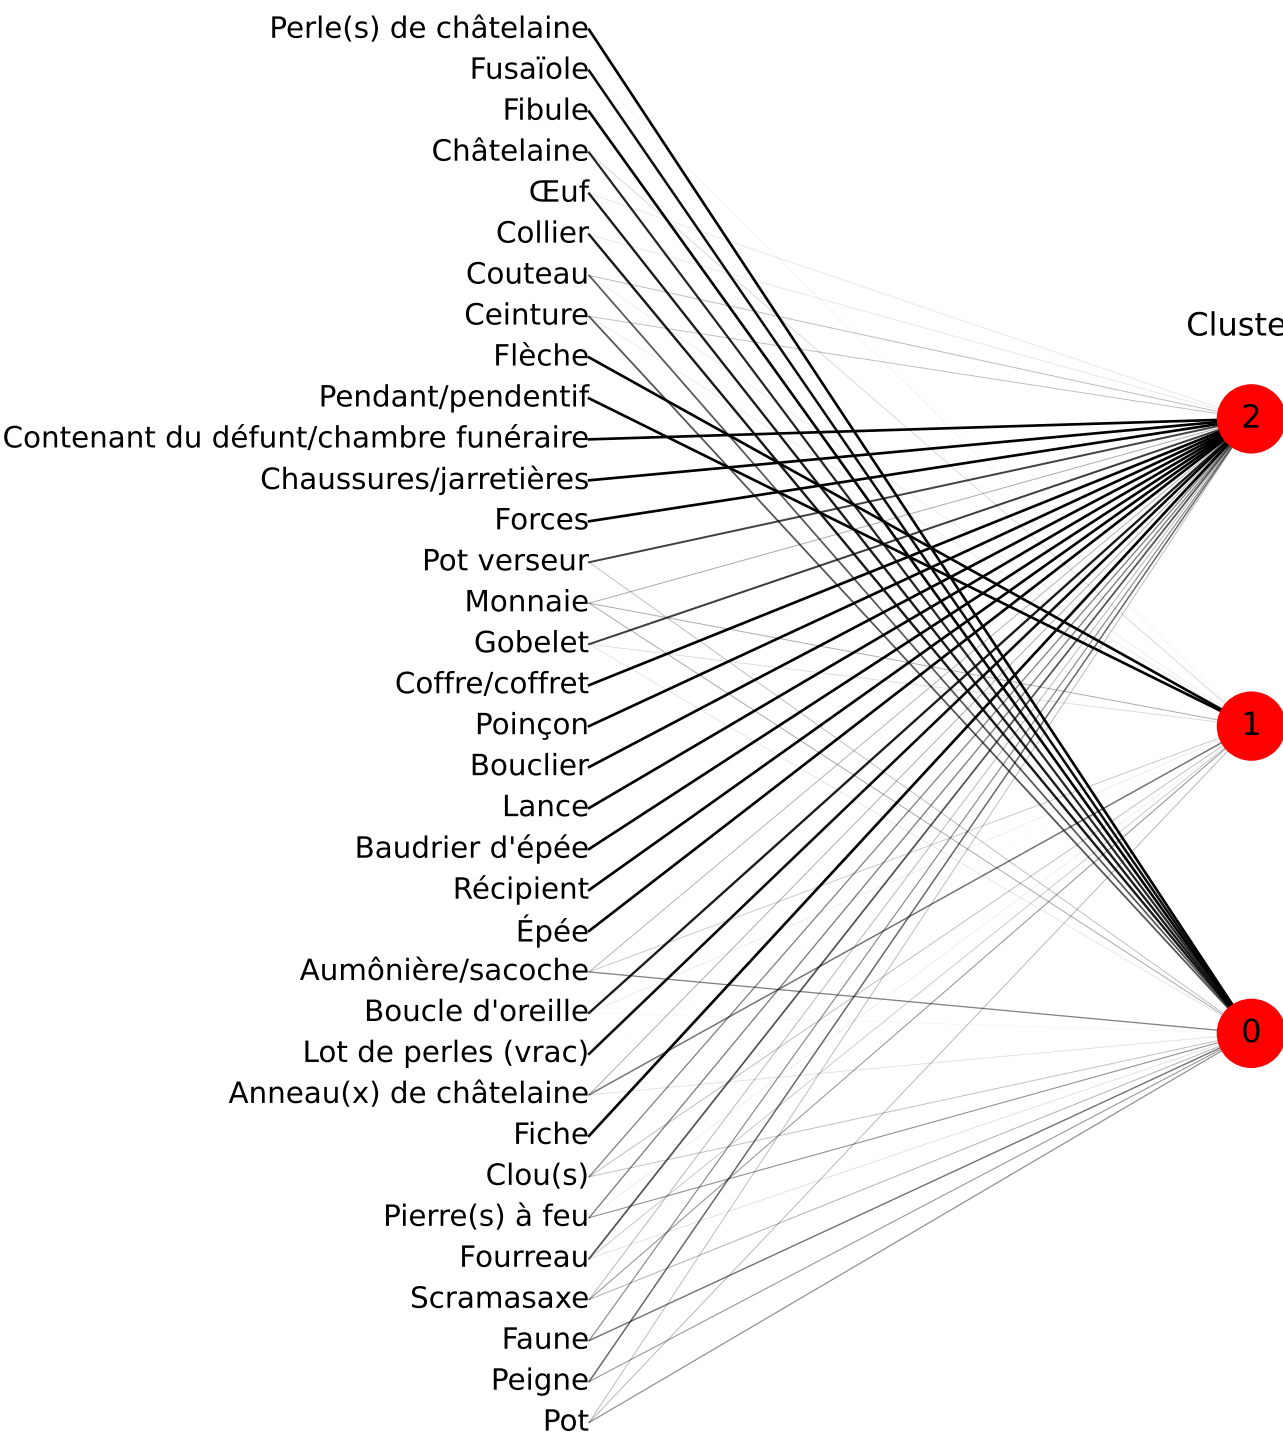 Perle(s) de châtelaine
Fusaïole
Fibule
Châtelaine
Œuf
Collier
Couteau
Ceinture
Cluste
Flèche
Pendant/pendentif
2
Contenant du défunt/chambre funéraire
Chaussures/jarretières
Forces
Pot verseur
Monnaie
Gobelet
Coffre/coffret
Poinçon
1
Bouclier
Lance
Baudrier d'épée
Récipient
Épée
Aumônière/sacoche
Boucle d'oreille
0
Lot de perles (vrac)
Anneau(x) de châtelaine
Fiche
Clou(s)
Pierre(s) à feu
Fourreau
Scramasaxe
Faune
Peigne
Pot